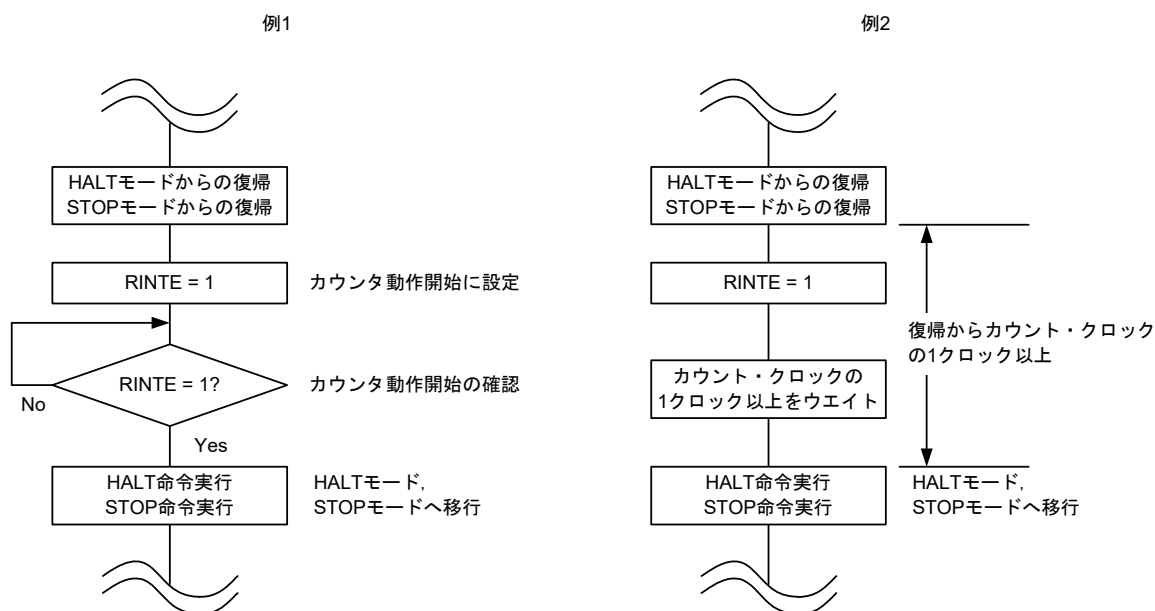 例1
HALTモードからの復帰
STOPモードからの復帰
RINTE = 1
カウンタ動作開始に設定
RINTE = 1?
カウンタ動作開始の確認
No
Yes
HALT命令実行
STOP命令実行
HALTモード,
STOPモードへ移行
例2
HALTモードからの復帰
STOPモードからの復帰
RINTE = 1
復帰からカウント・クロック
の1クロック以上
カウント・クロックの
1クロック以上をウエイト
HALT命令実行
STOP命令実行
HALTモード,
STOPモードへ移行